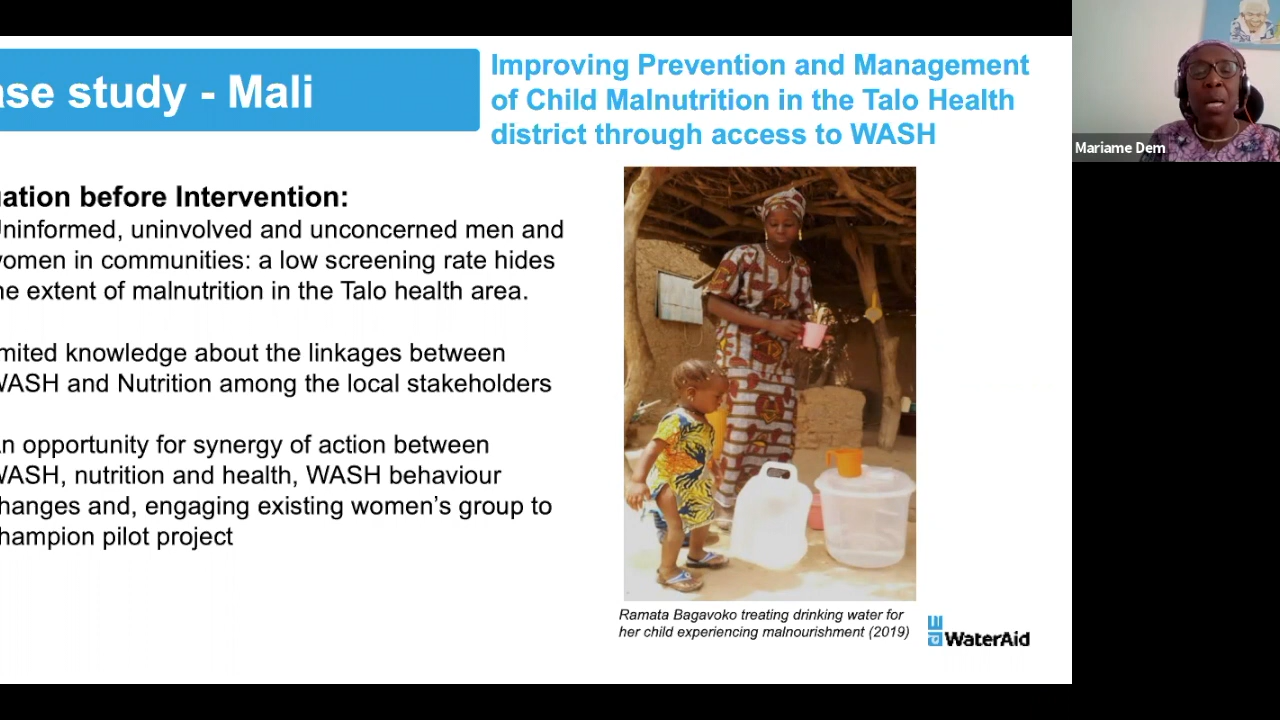 ase study - Mali
Improving Prevention and Management
of Child Malnutrition in the Talo Health
district through access to WASH
Mariame Dem
uation before Intervention:
Uninformed, uninvolved and unconcerned men and
women in communities: a low screening rate hides
he extent of malnutrition in the Talo health area.
imited knowledge about the linkages between
WASH and Nutrition among the local stakeholders
An opportunity for synergy of action between
WASH, nutrition and health, WASH behaviour
hanges and, engaging existing women's group to
hampion pilot project
Ramata Bagavoko treating drinking water for
her child experiencing malnourishment (2019)
WaterAid